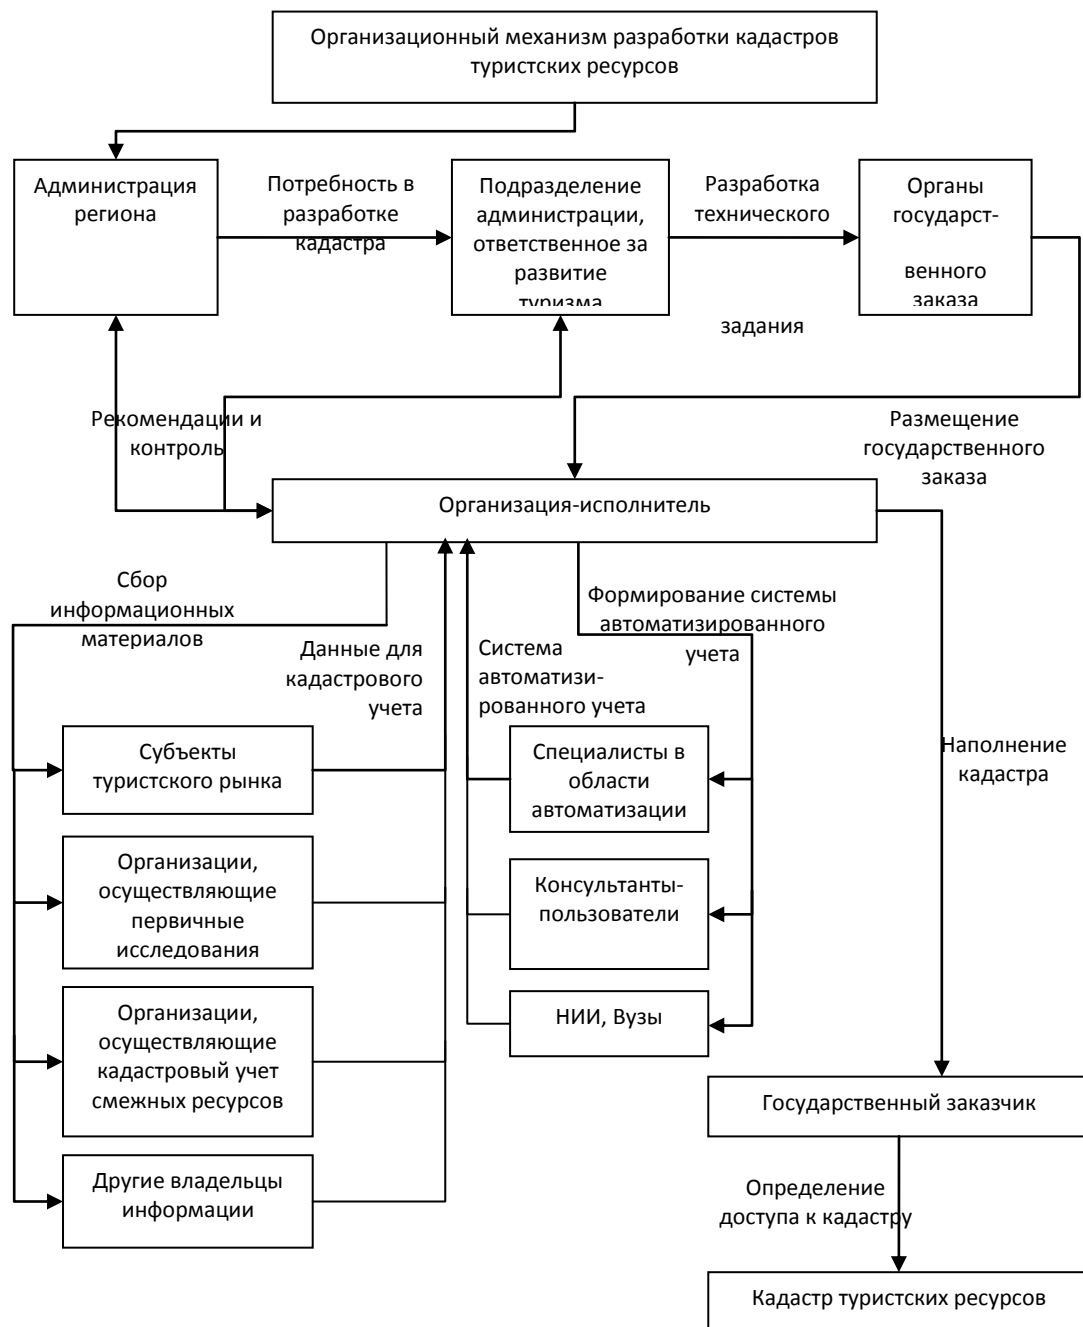 Организационный механизм разработки кадастров
туристских ресурсов
Администрация
региона
Потребность в
разработке
кадастра
Подразделение
администрации,
ответственное за
развитие
туризма
Разработка
технического
задания
Органы
государст-
венного
заказа
Рекомендации и
контроль
Размещение
государственного
заказа
Организация-исполнитель
Сбор
информационных
материалов
Данные для
кадастрового
учета
Система
автоматизи-
рованного учета
Формирование системы
автоматизированного
учета
Субъекты
туристского рынка
Организации,
осуществляющие
первичные
исследования
Организации,
осуществляющие
кадастровый учет
смежных ресурсов
Другие владельцы
информации
Специалисты в
области
автоматизации
Консультанты-
пользователи
НИИ, Вузы
Наполнение
кадастра
Государственный заказчик
Определение
доступа к кадастру
Кадастр туристских ресурсов